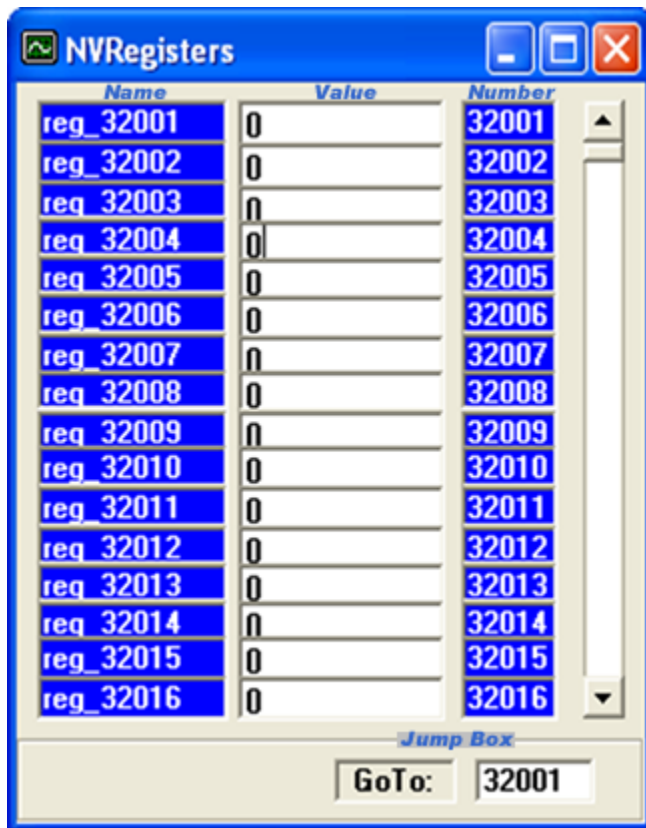 NVRegisters
Name Value Number
reg_32001 0 32001
reg_32002 0 32002
reg_32003 0 32003
reg_32004 0 32004
reg_32005 0 32005
reg_32006 0 32006
reg_32007 0 32007
reg_32008 0 32008
reg_32009 0 32009
reg_32010 0 32010
reg_32011 0 32011
reg_32012 0 32012
reg_32013 0 32013
reg_32014 0 32014
reg_32015 0 32015
reg_32016 0 32016
Jump Box
GoTo: 32001